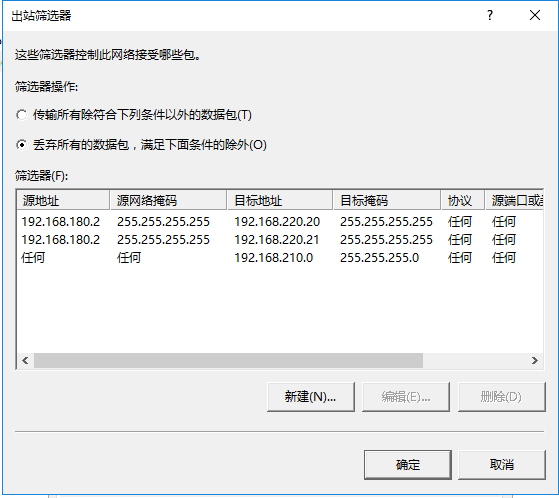 出站筛选器
这些筛选器控制此网络接受哪些包。
筛选器操作:
传输所有除符合下列条件以外的数据包(T)
丢弃所有的数据包，满足下面条件的除外(O)
筛选器(F):
源地址 源网络掩码 目标地址 目标掩码 协议 源端口或
192.168.180.2 255.255.255.255 192.168.220.20 255.255.255.255 任何 任何
192.168.180.2 255.255.255.255 192.168.220.21 255.255.255.255 任何 任何
任何 任何 192.168.210.0 255.255.255.0 任何 任何
新建(N)... 编辑(E)... 删除(D)
确定 取消